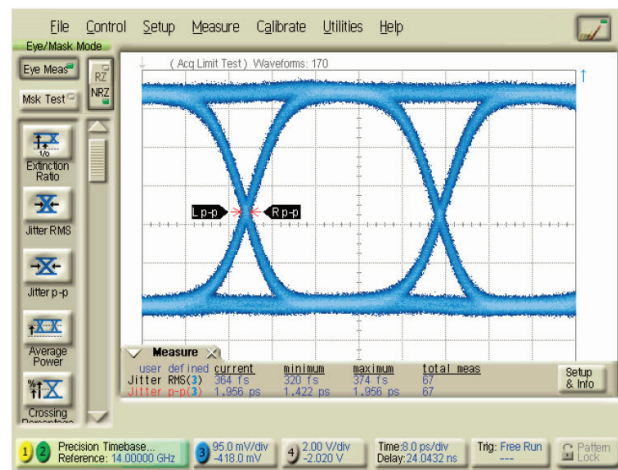 File Control Setup Measure Calibrate Utilities Help
Eye/Mask Mode
Eye Meas
RZ
NRZ
Msk Test
( Acq Limit Test ) Waveforms: 170
Extinction
Ratio
L p-p
R p-p
Jitter RMS
Jitter p-p
Average
Power
Crossing
Measure
user defined current minimum maximum total meas
Jitter RMS(3) 364 fs 320 fs 374 fs 67
Jitter p-p(3) 1.956 ps 1.422 ps 1.956 ps 67
Setup
& Info
1 2 Precision Timebase...
Reference: 14.00000 GHz
3 95.0 mV/div
-418.0 mV
4 2.00 V/div
-2.020 V
Time:8.0 ps/div
Delay:24.0432 ns
Trig: Free Run
---
Pattern
Lock